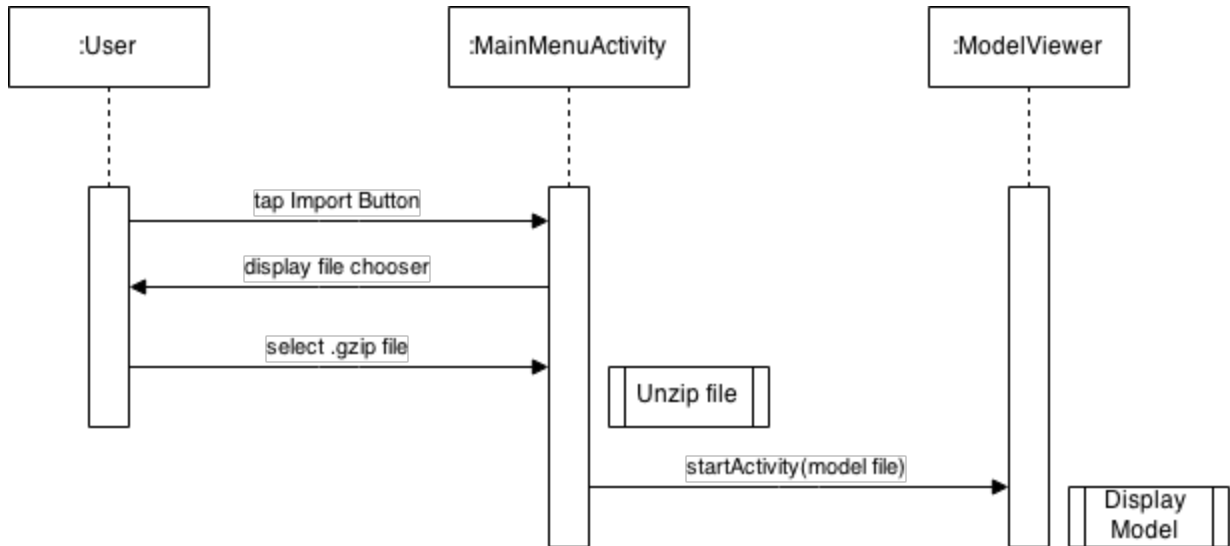 :User
:MainMenuActivity
:ModelViewer
tap Import Button
display file chooser
select .gzip file
Unzip file
startActivity(model file)
Display
Model